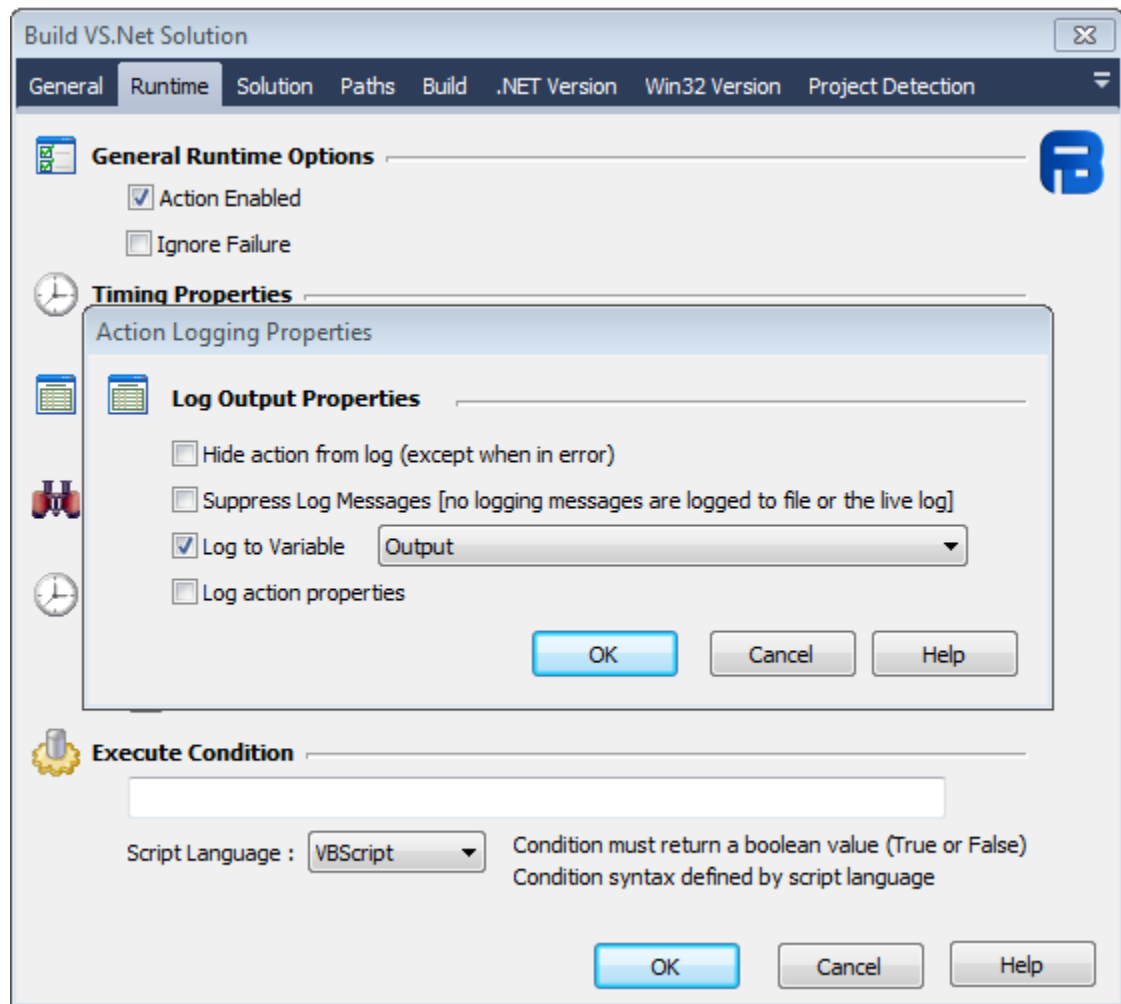 Build VS.Net Solution
General Runtime Solution Paths Build .NET Version Win32 Version Project Detection
General Runtime Options
Action Enabled
Ignore Failure
Timing Properties
Action Logging Properties
Log Output Properties
Hide action from log (except when in error)
Suppress Log Messages [no logging messages are logged to file or the live log]
Log to Variable Output
Log action properties
OK Cancel Help
Execute Condition
Script Language : VBScript
Condition must return a boolean value (True or False)
Condition syntax defined by script language
OK Cancel Help